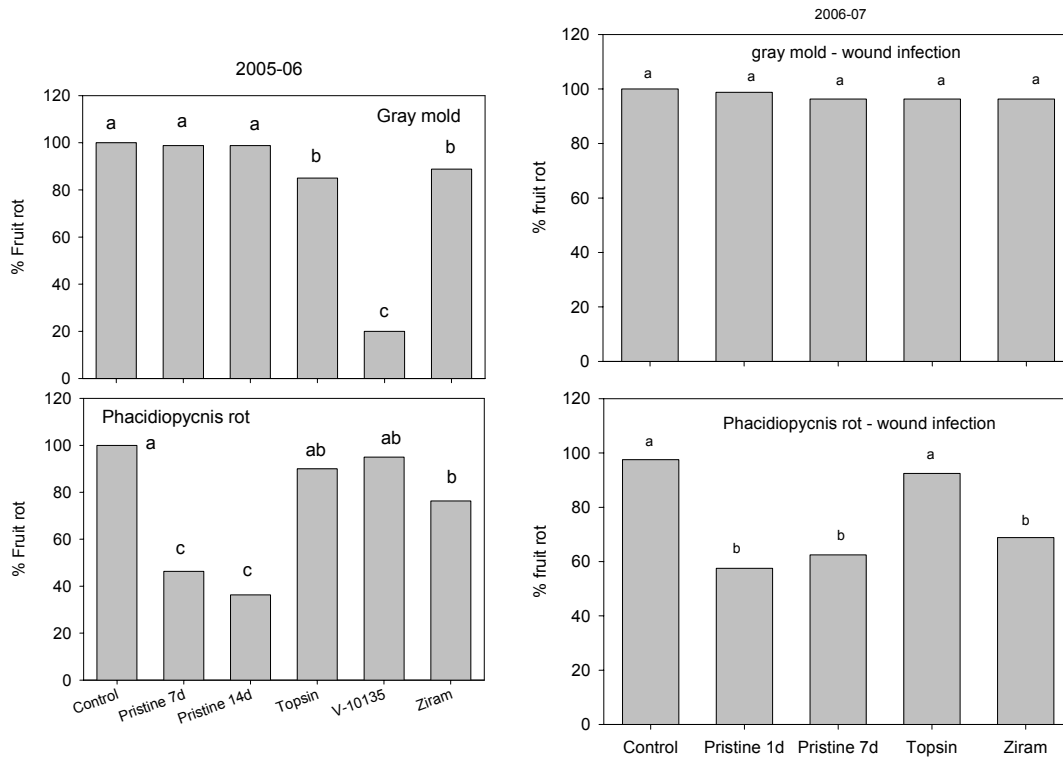 2005-06
120
100
80
60
40
20
0
% Fruit rot
Gray mold
a
a
a
b
c
b
120
100
80
60
40
20
0
% Fruit rot
Phacidiopycnis rot
a
c
c
ab
ab
b
Control
Pristine 7d
Pristine 14d
Topsin
V-10135
Ziram
2006-07
120
100
80
60
40
20
0
% fruit rot
gray mold - wound infection
a
a
a
a
a
120
100
80
60
40
20
0
% fruit rot
Phacidiopycnis rot - wound infection
a
b
b
a
b
Control
Pristine 1d
Pristine 7d
Topsin
Ziram